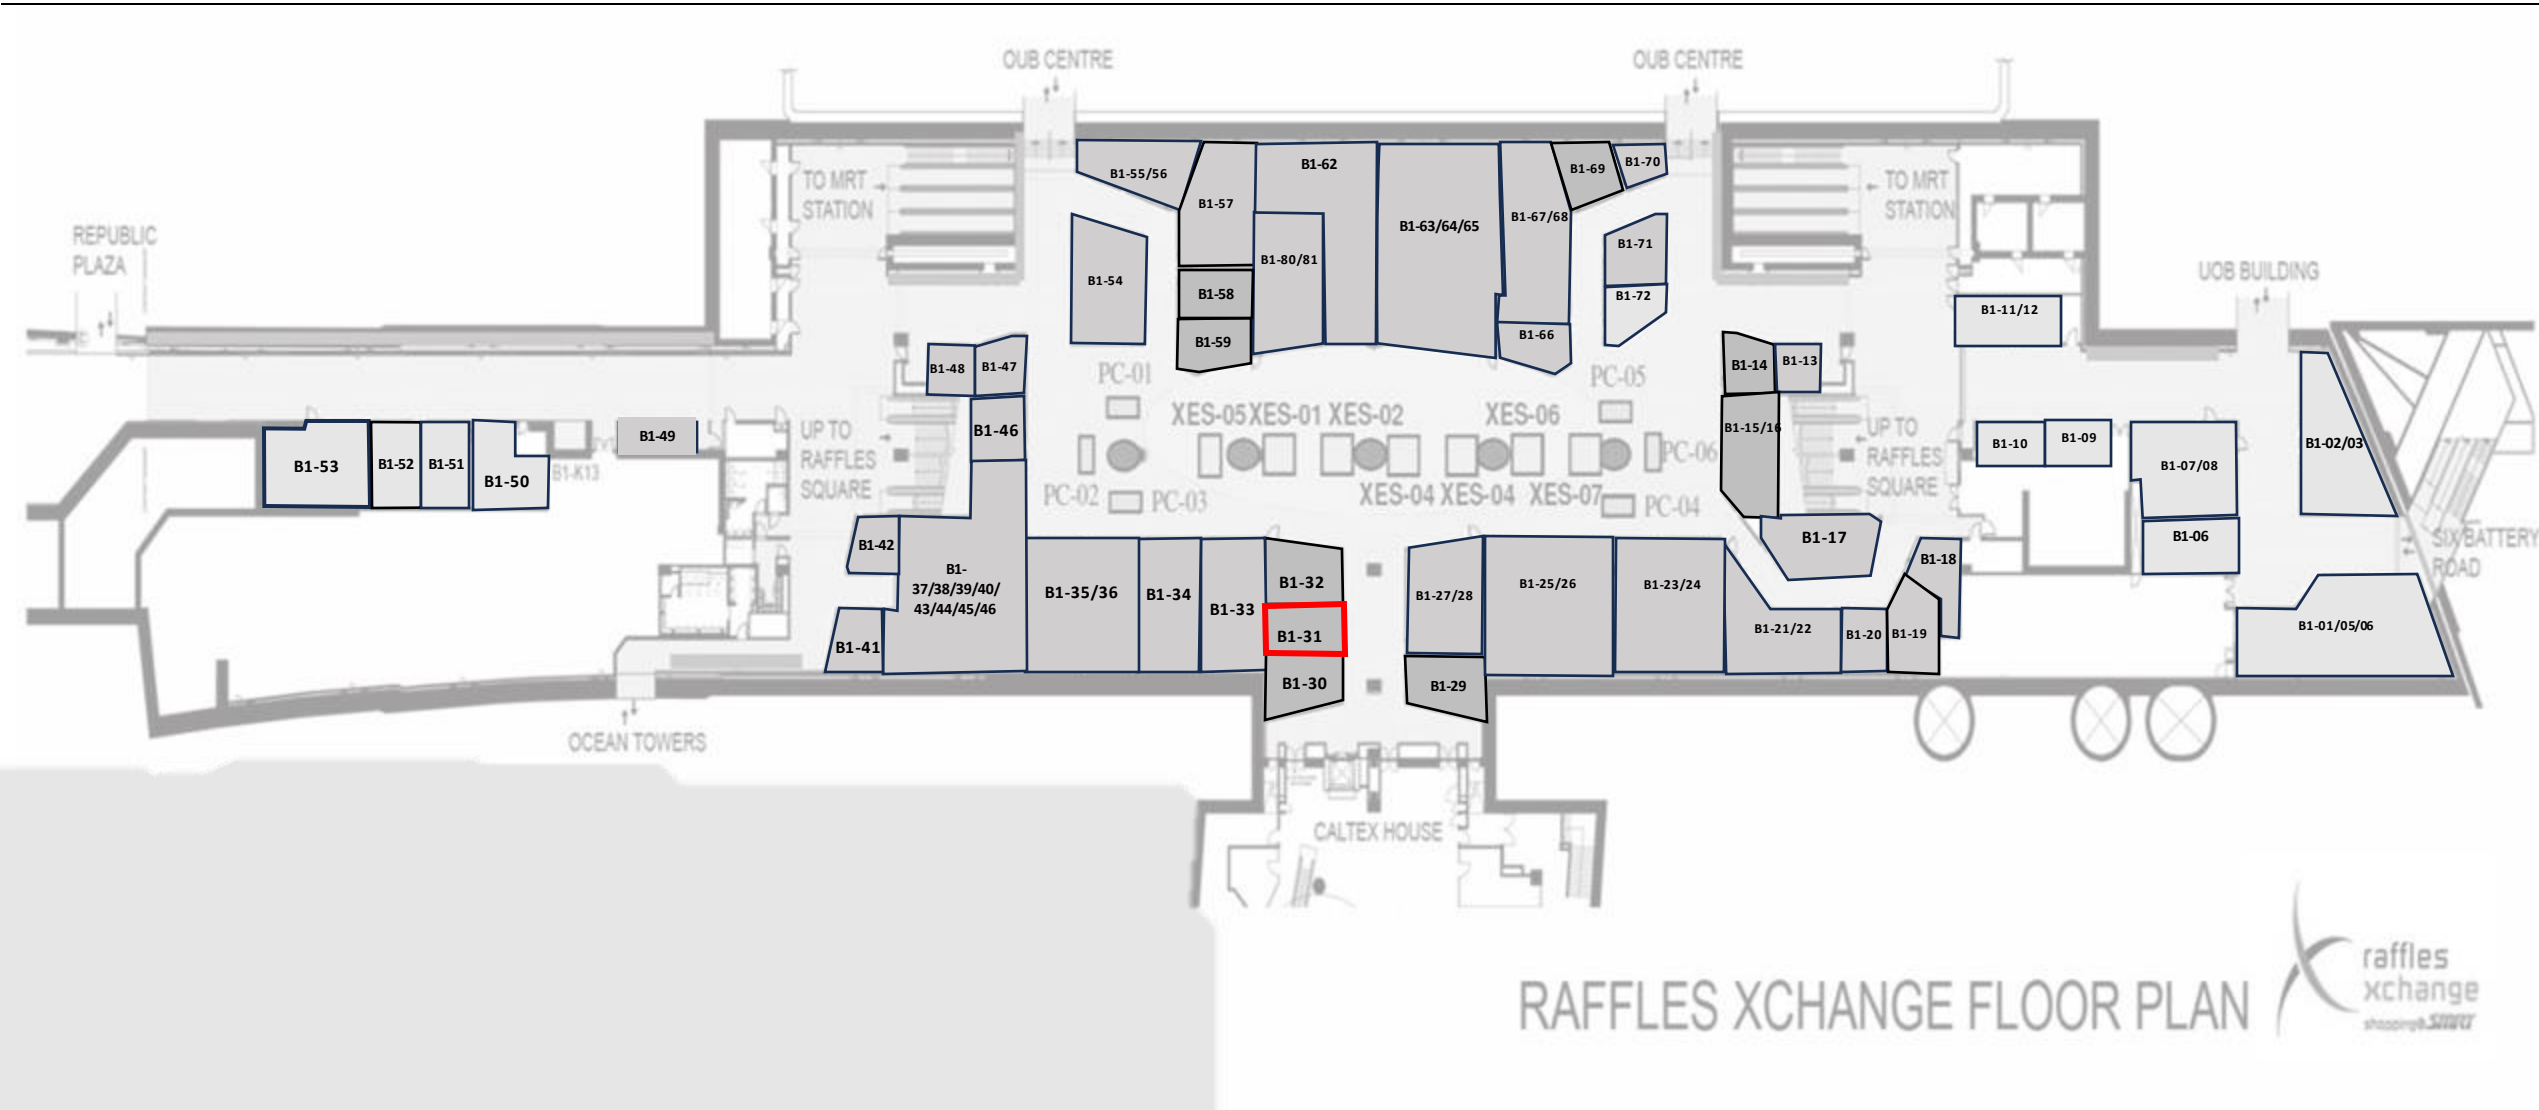 OUB CENTRE
OUB CENTRE
B1-55/56
B1-57
B1-62
B1-63/64/65
B1-67/68
B1-69
B1-70
TO MRT
STATION
TO MRT
STATION
REPUBLIC
PLAZA
B1-54
B1-58
B1-59
B1-80/81
B1-66
B1-71
B1-72
UOB BUILDING
B1-11/12
B1-48
B1-47
B1-46
PC-01
PC-05
B1-14
B1-13
B1-15/16
XES-05
XES-01
XES-02
XES-06
PC-06
PC-02
PC-03
XES-04
XES-04
XES-07
PC-04
B1-53
B1-52
B1-51
B1-50
B1-K13
B1-49
UP TO
RAFFLES
SQUARE
UP TO
RAFFLES
SQUARE
B1-10
B1-09
B1-07/08
B1-06
B1-02/03
SIX BATTERY
ROAD
B1-42
B1-41
B1-
37/38/39/40/
43/44/45/46
B1-35/36
B1-34
B1-33
B1-32
B1-31
B1-30
B1-27/28
B1-29
B1-25/26
B1-23/24
B1-21/22
B1-20
B1-19
B1-18
B1-17
B1-01/05/06
OCEAN TOWERS
CALTEX HOUSE
RAFFLES XCHANGE FLOOR PLAN
raffles
xchange
shopping@SMRT